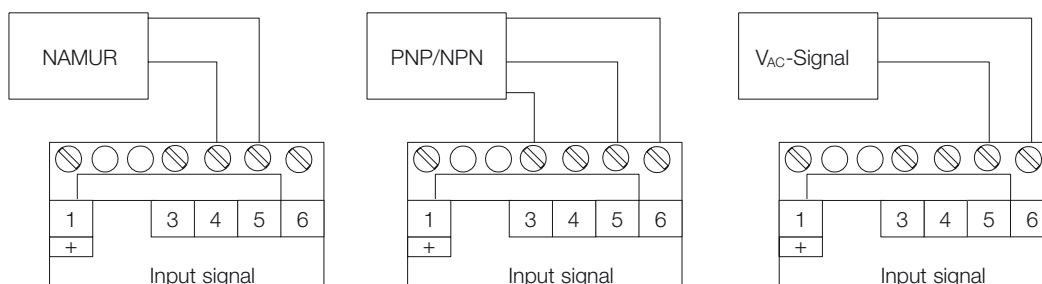 NAMUR
PNP/NPN
VAC-Signal
1 3 4 5 6
+
Input signal
1 3 4 5 6
+
Input signal
1 3 4 5 6
+
Input signal